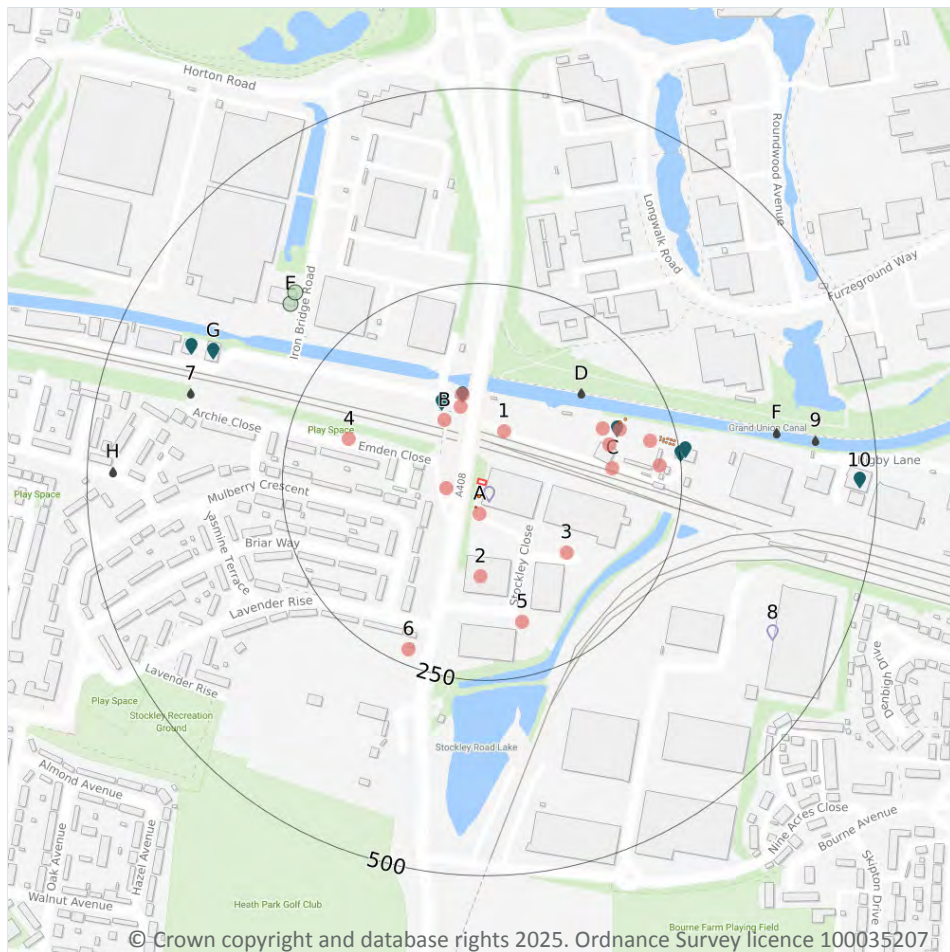 Horton Road
Roundwood Avenue
Longwalk Road
Furzeground Way
E
Iron Bridge Road
G
7
Archie Close
D
B
1
4
Play Space
Emden Close
F
9
Grand Union Canal
C
H
10
Play Space
Mulberry Crescent
A408
A
Briar Way
3
Stockley Close
2
Lavender Rise
5
8
6
250
Lavender Rise
Play Space
Stockley Recreation
Ground
Stockley Road Lake
Almond Avenue
Oak Avenue
Hazel Avenue
Nine Acres Close
Bourne Avenue
500
Skipton Drive
Walnut Avenue
Heath Park Golf Club
Bourne Farm Playing Field
© Crown copyright and database rights 2025. Ordnance Survey licence 100035207.